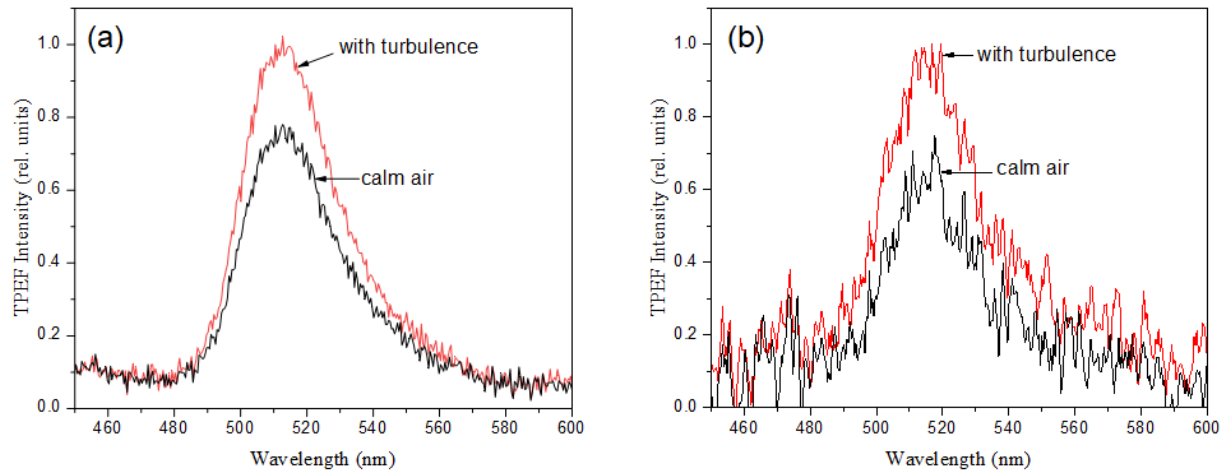 (a)
with turbulence
calm air
TPEF Intensity (rel. units)
1.0
0.8
0.6
0.4
0.2
0.0
460 480 500 520 540 560 580 600
Wavelength (nm)
(b)
with turbulence
calm air
TPEF Intensity (rel. units)
1.0
0.8
0.6
0.4
0.2
0.0
460 480 500 520 540 560 580 600
Wavelength (nm)